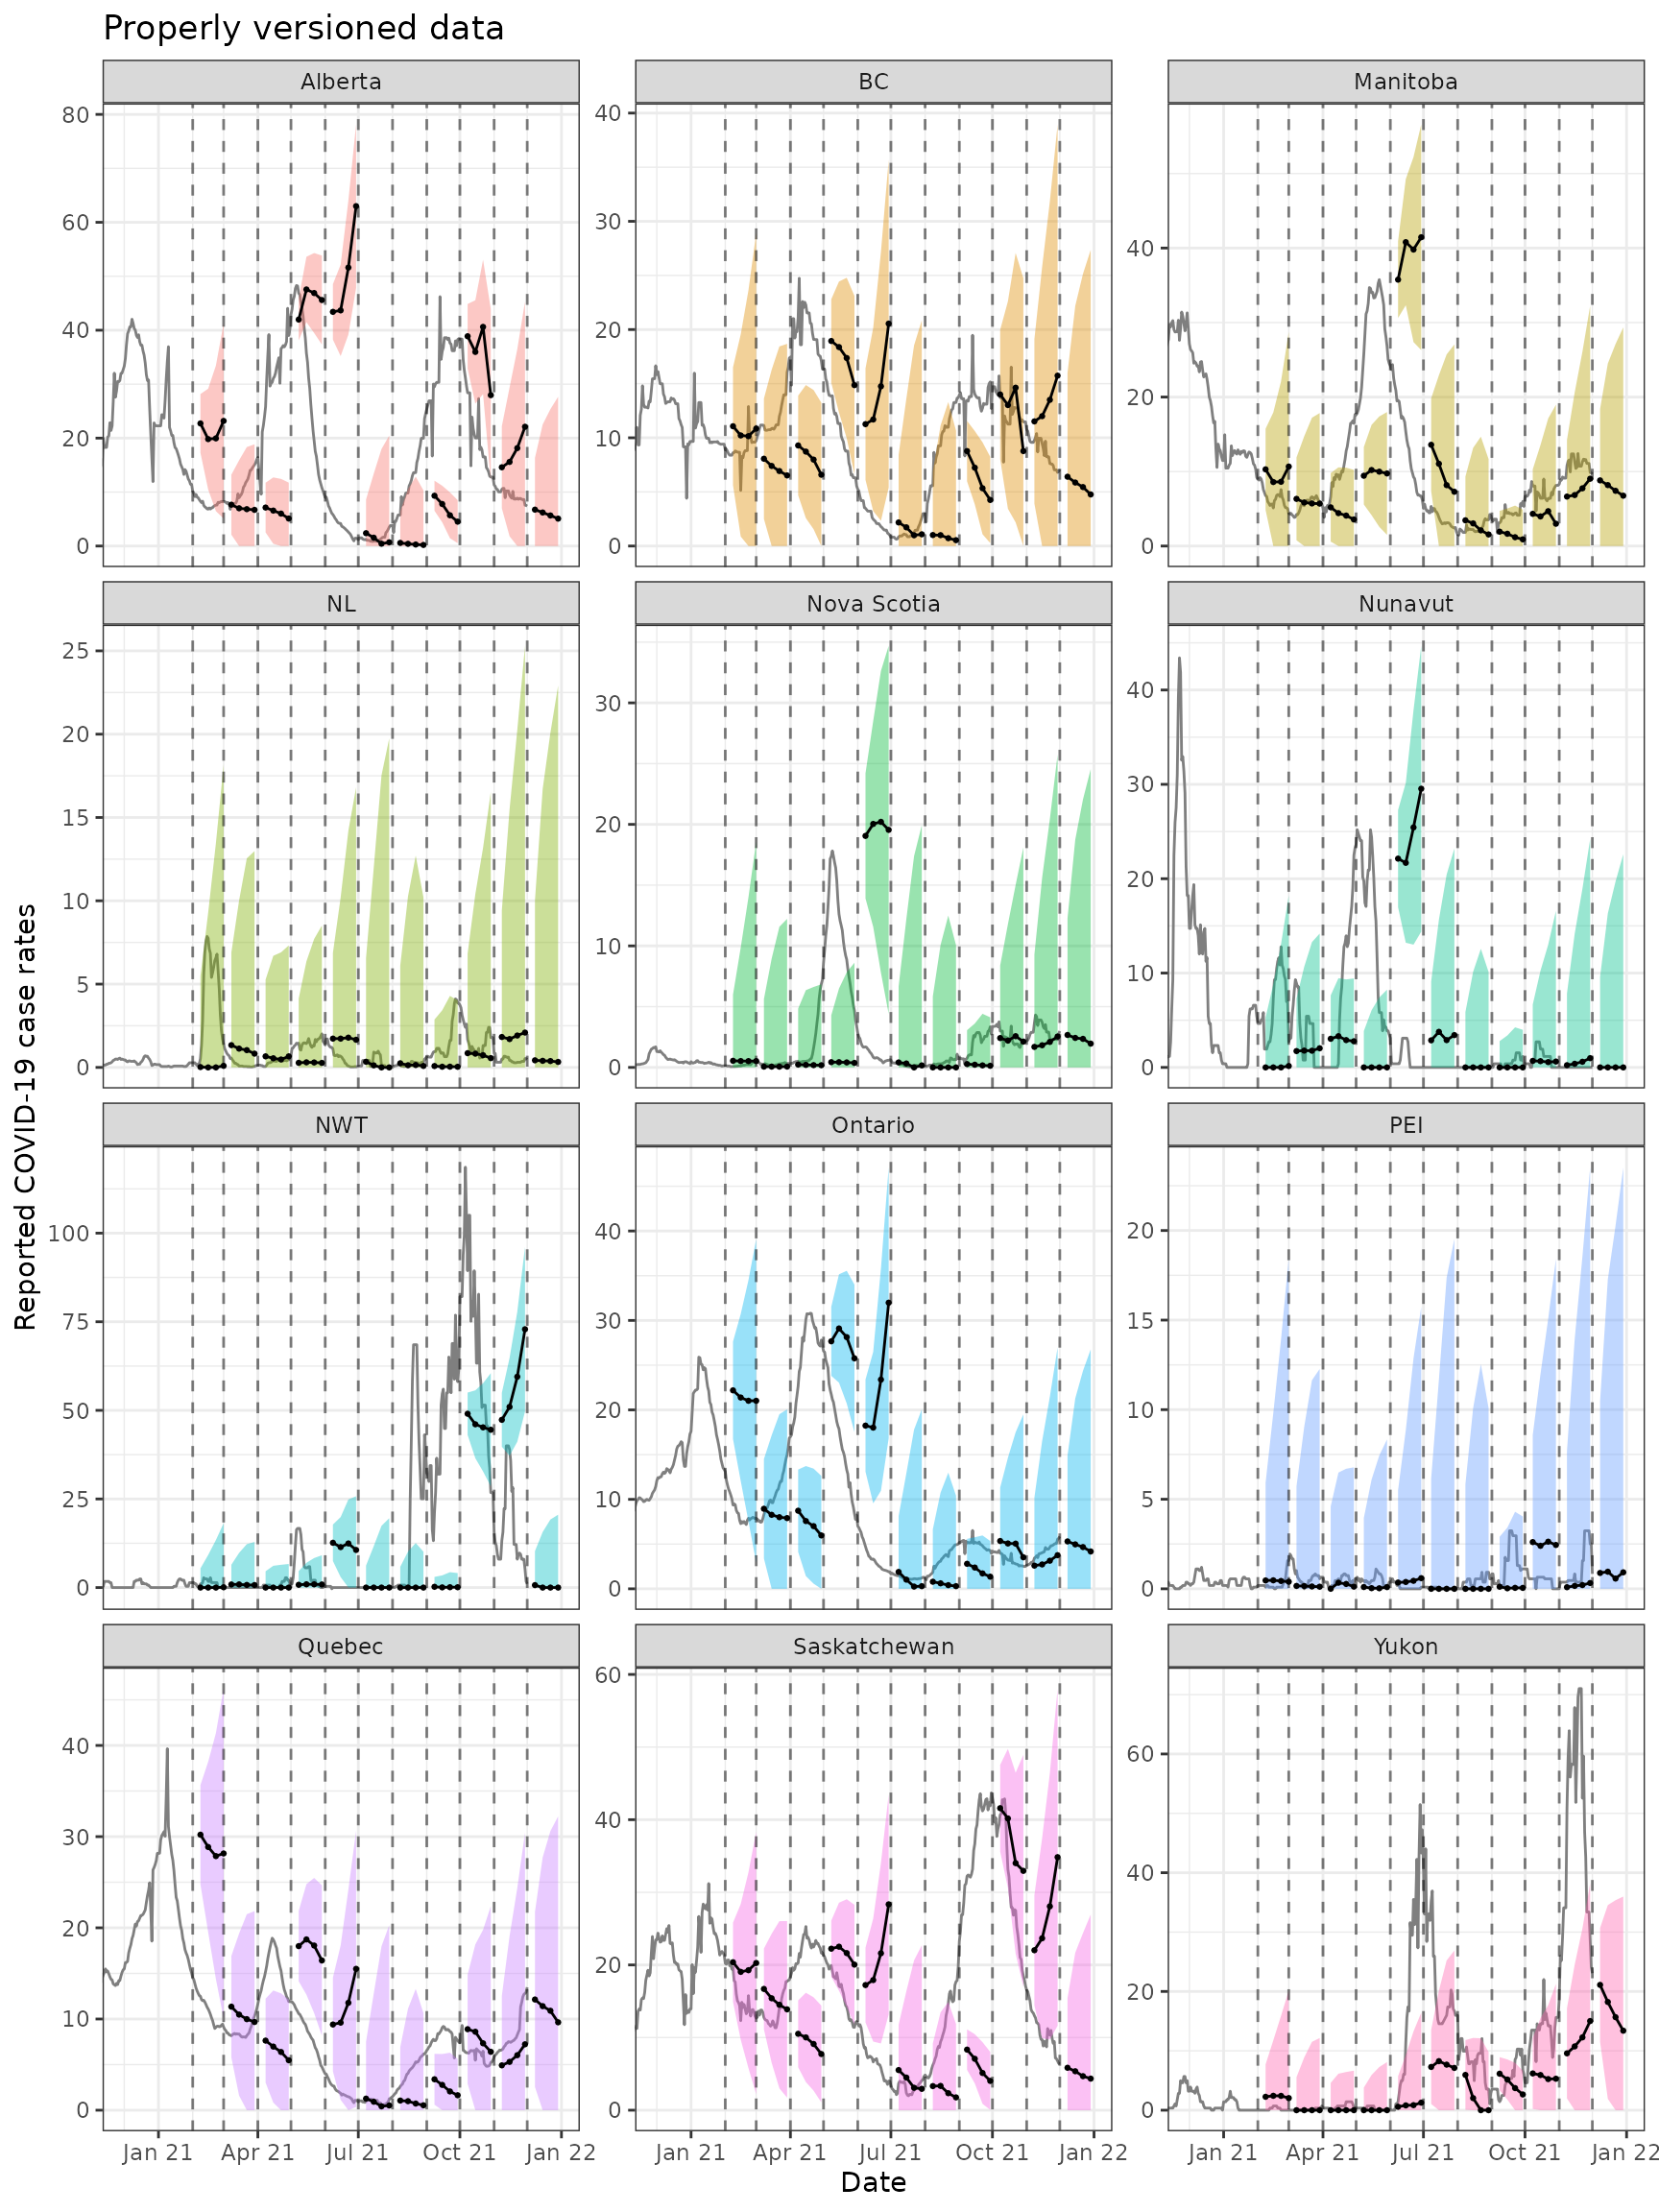 Properly versioned data
Alberta BC Manitoba
80 60 40 20 0
40 30 20 10 0
40 20 0
NL Nova Scotia Nunavut
25 20 15 10 5 0
30 20 10 0
40 30 20 10 0
Reported COVID-19 case rates
NWT Ontario PEI
100 75 50 25 0
40 30 20 10 0
20 15 10 5 0
Quebec Saskatchewan Yukon
40 30 20 10 0
60 40 20 0
60 40 20 0
Jan 21 Apr 21 Jul 21 Oct 21 Jan 22
Jan 21 Apr 21 Jul 21 Oct 21 Jan 22
Jan 21 Apr 21 Jul 21 Oct 21 Jan 22
Date